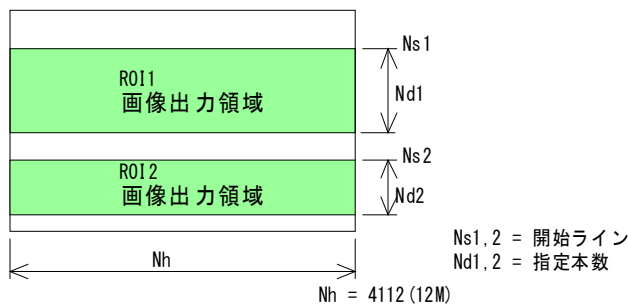 Ns1
ROI1
画像出力領域
Nd1
Ns2
ROI2
画像出力領域
Nd2
Ns1,2 = 開始ライン
Nd1,2 = 指定本数
Nh
Nh = 4112(12M)